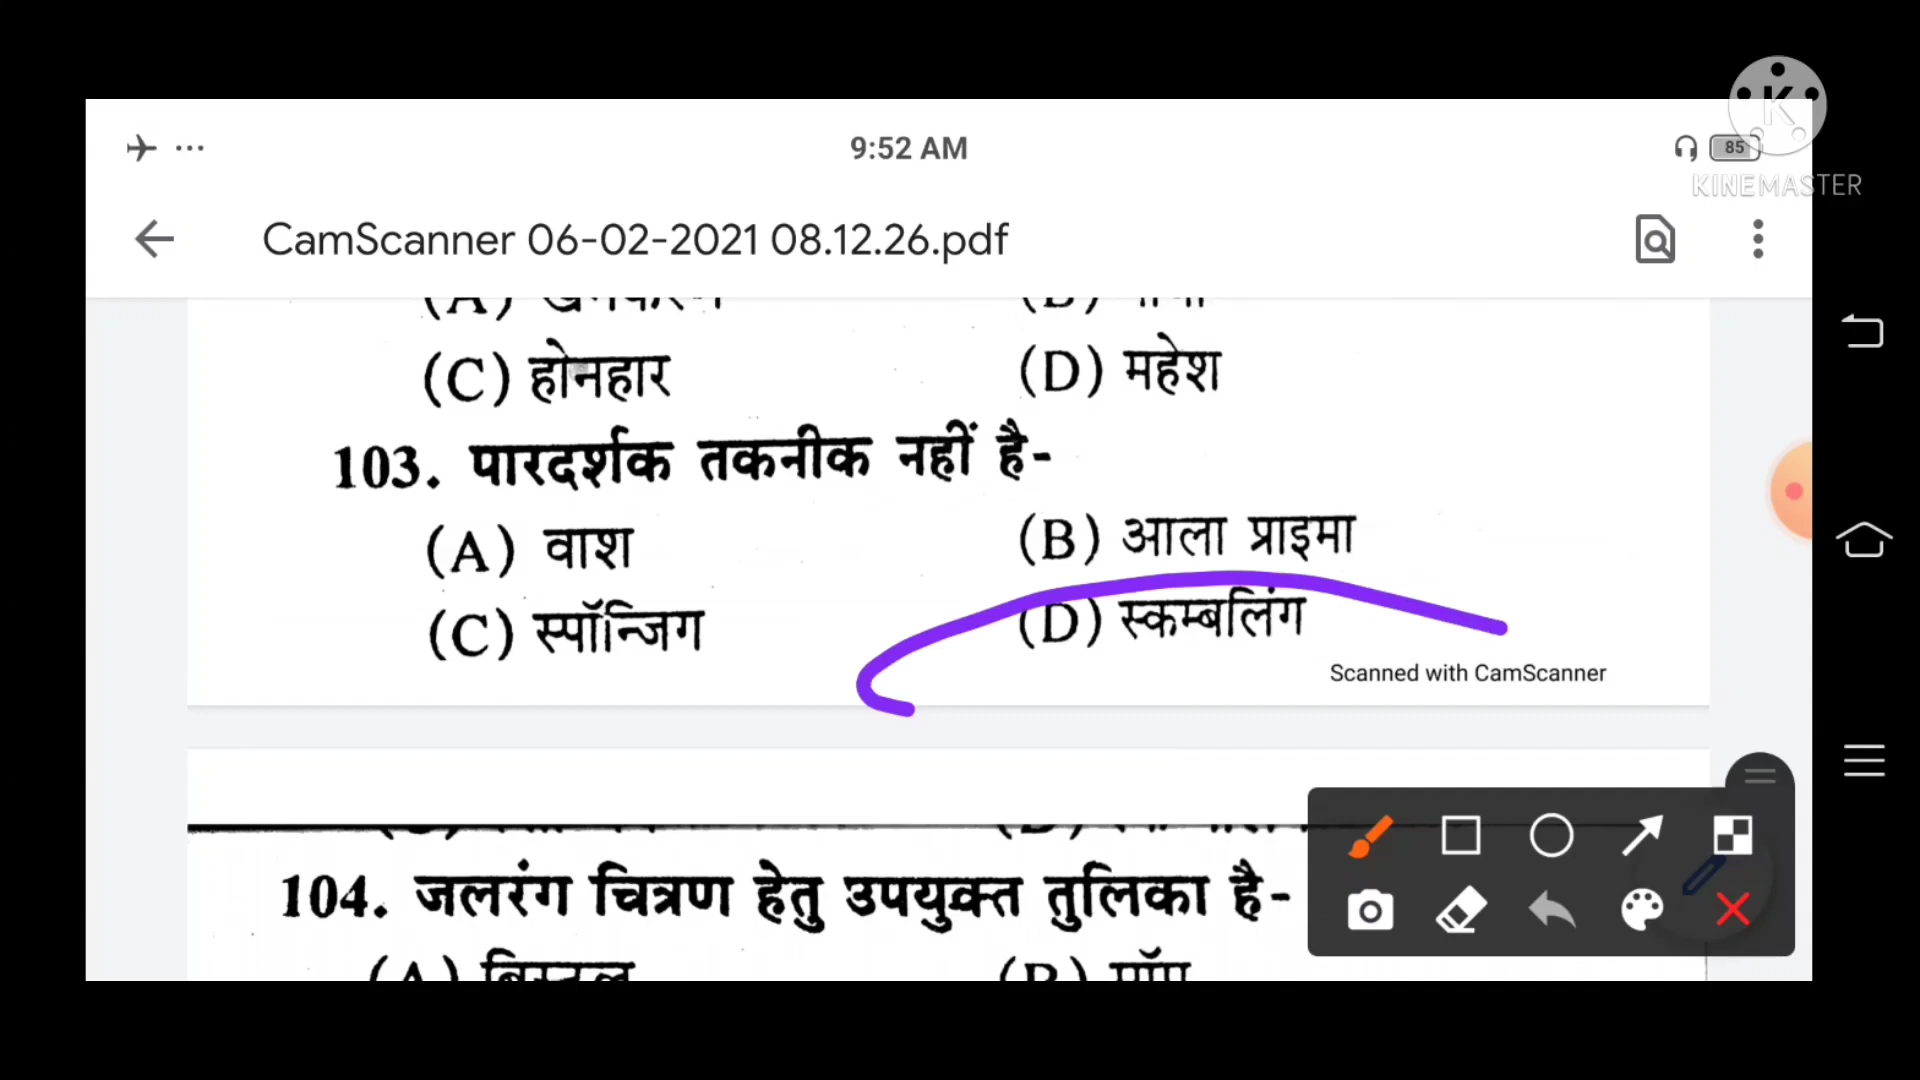 9:52 AM
85
K
KINEMASTER
CamScanner 06-02-2021 08.12.26.pdf
(C) होनहार (D) महेश
103. पारदर्शक तकनीक नहीं है-
(A) वाश (B) आला प्राइमा
(C) स्पॉन्जिग (D) स्कम्बलिंग
Scanned with CamScanner
104. जलरंग चित्रण हेतु उपयुक्त तुलिका है-